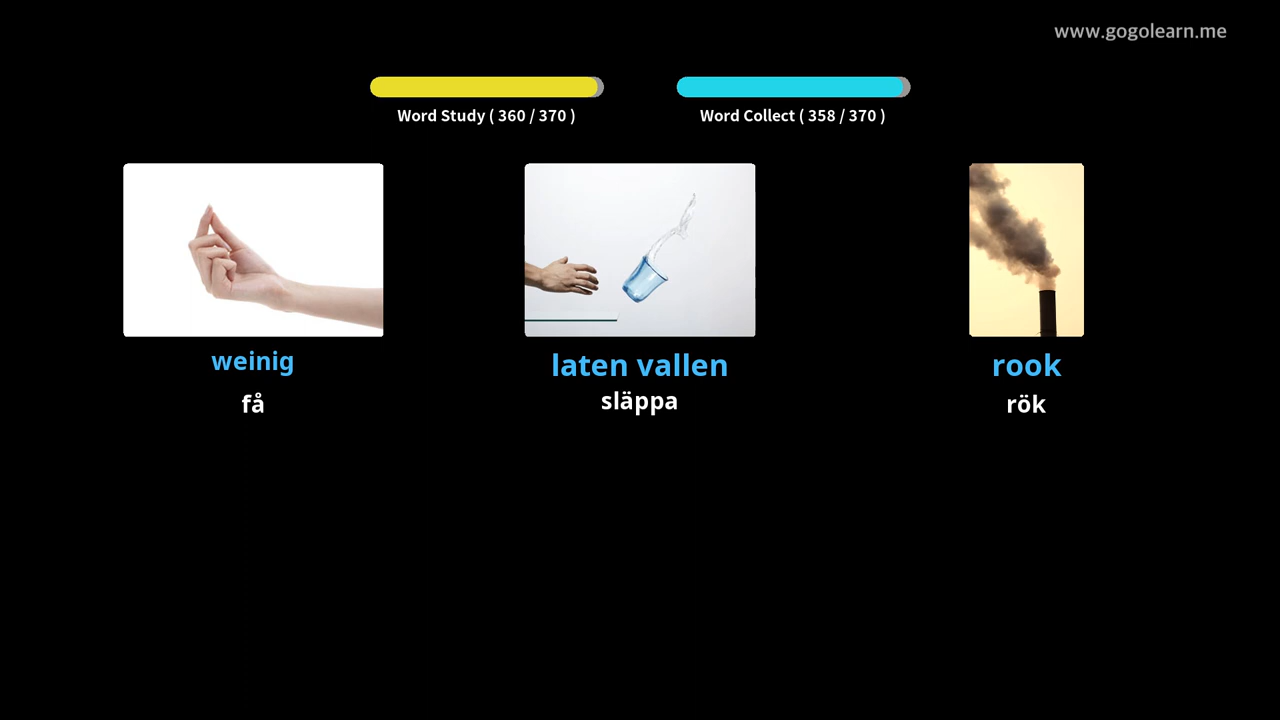 www.gogolearn.me
Word Study ( 360 / 370 )
Word Collect ( 358 / 370 )
weinig
få
laten vallen
släppa
rook
rök